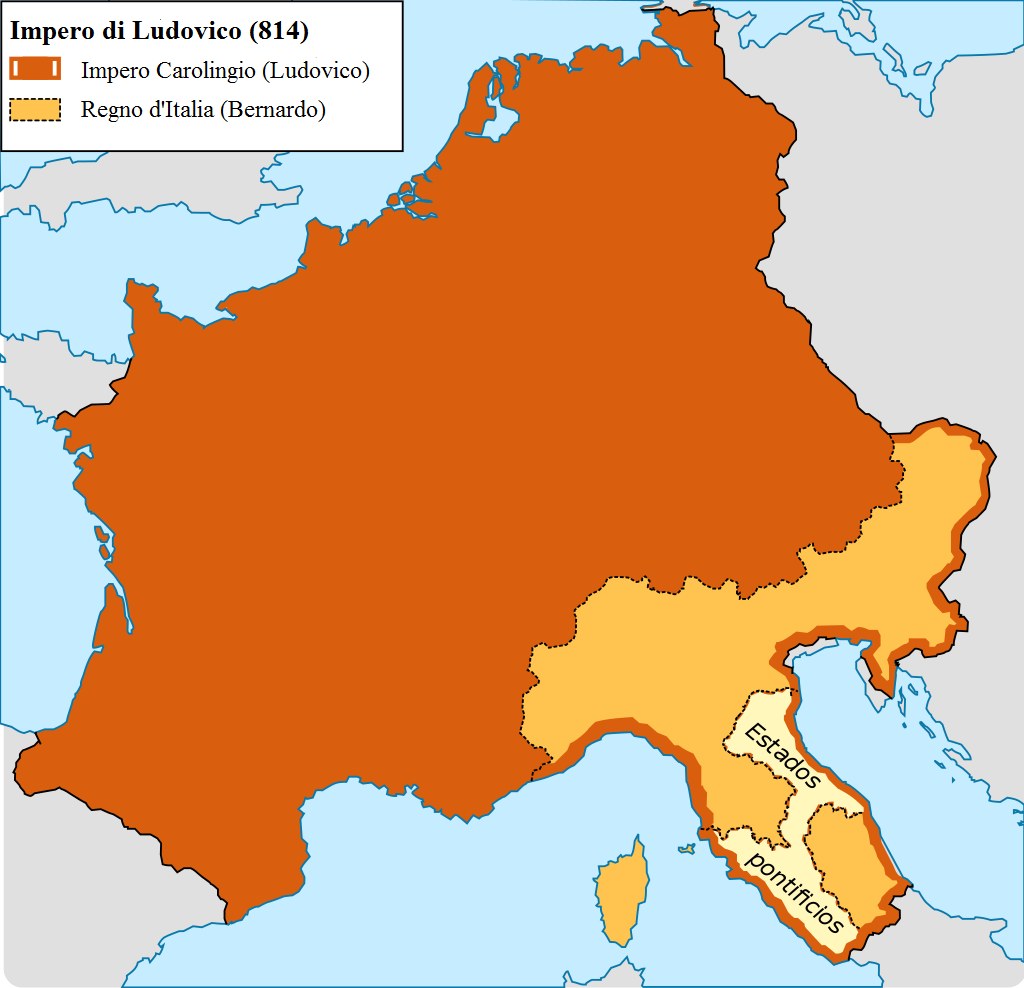 Impero di Ludovico (814)
Impero Carolingio (Ludovico)
Regno d'Italia (Bernardo)
Estados
pontificios